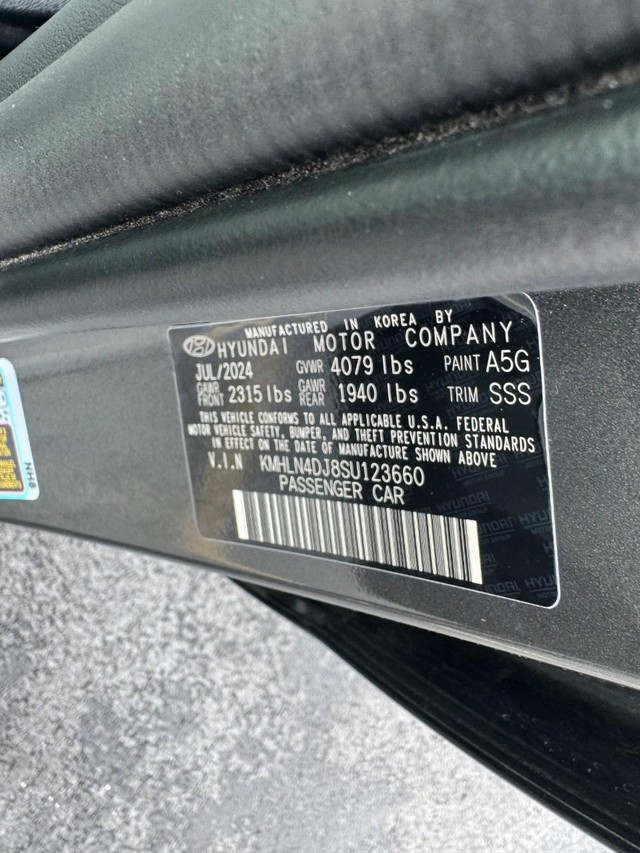 MANUFACTURED IN KOREA BY
HYUNDAI MOTOR COMPANY
JUL/2024 GVWR 4079 lbs PAINT A5G
GAWR FRONT 2315 lbs GAWR REAR 1940 lbs TRIM SSS
THIS VEHICLE CONFORMS TO ALL APPLICABLE U.S.A. FEDERAL
MOTOR VEHICLE SAFETY, BUMPER, AND THEFT PREVENTION STANDARDS
IN EFFECT ON THE DATE OF MANUFACTURE SHOWN ABOVE
V.I.N KMHLN4DJ8SU123660
PASSENGER CAR
HYUNDAI